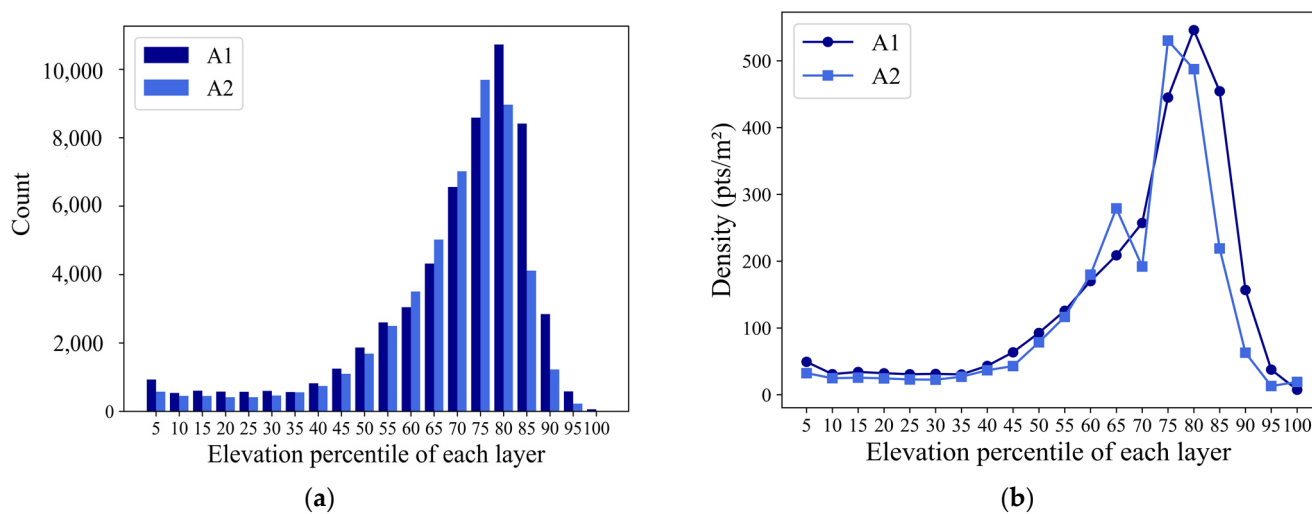 A1
A2
10,000
8,000
6,000
4,000
2,000
0
Count
5 10 15 20 25 30 35 40 45 50 55 60 65 70 75 80 85 90 95 100
Elevation percentile of each layer
(a)
A1
A2
500
400
300
200
100
0
Density (pts/m²)
5 10 15 20 25 30 35 40 45 50 55 60 65 70 75 80 85 90 95 100
Elevation percentile of each layer
(b)